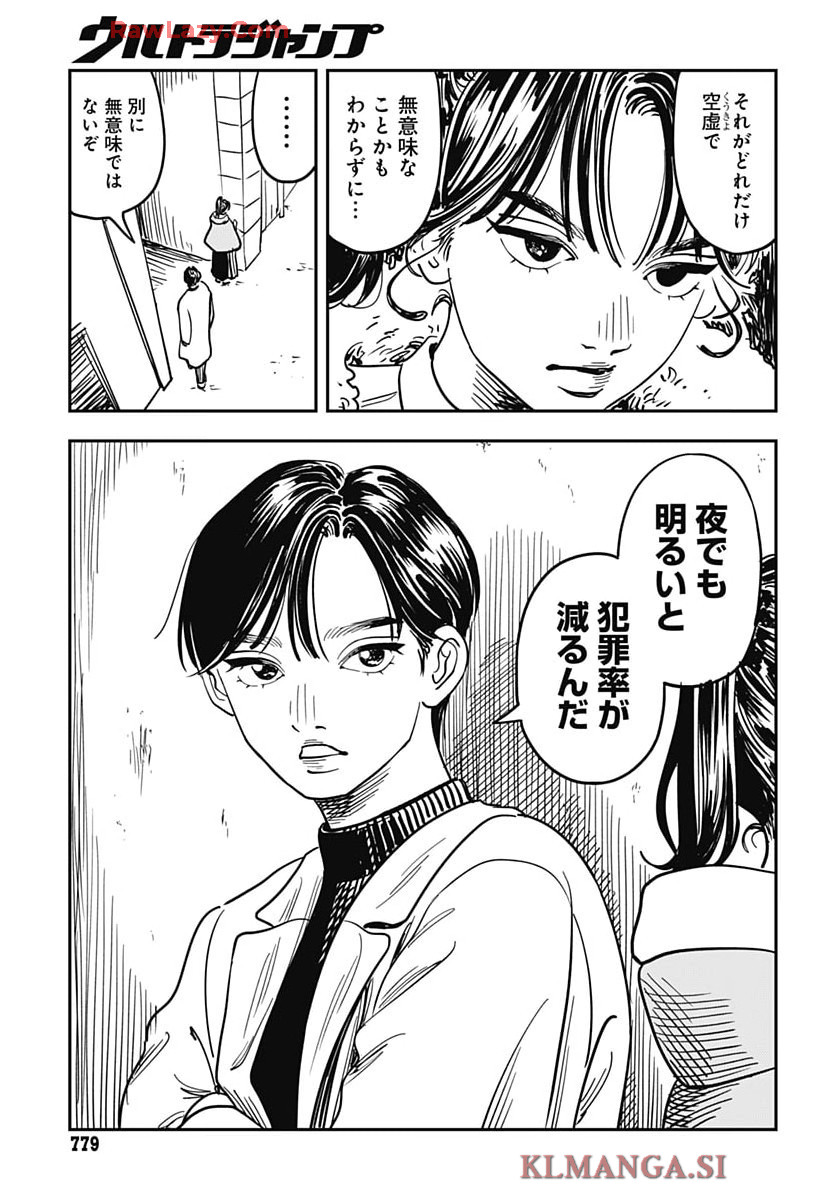 ウルトラジャンプ
RawLazy.Com
それがどれだけ
空虚で
くうきょ
無意味な
ことかも
わからずに…
……
別に
無意味では
ないぞ
夜でも
明るいと
犯罪率が
減るんだ
779
KLMANGA.SI